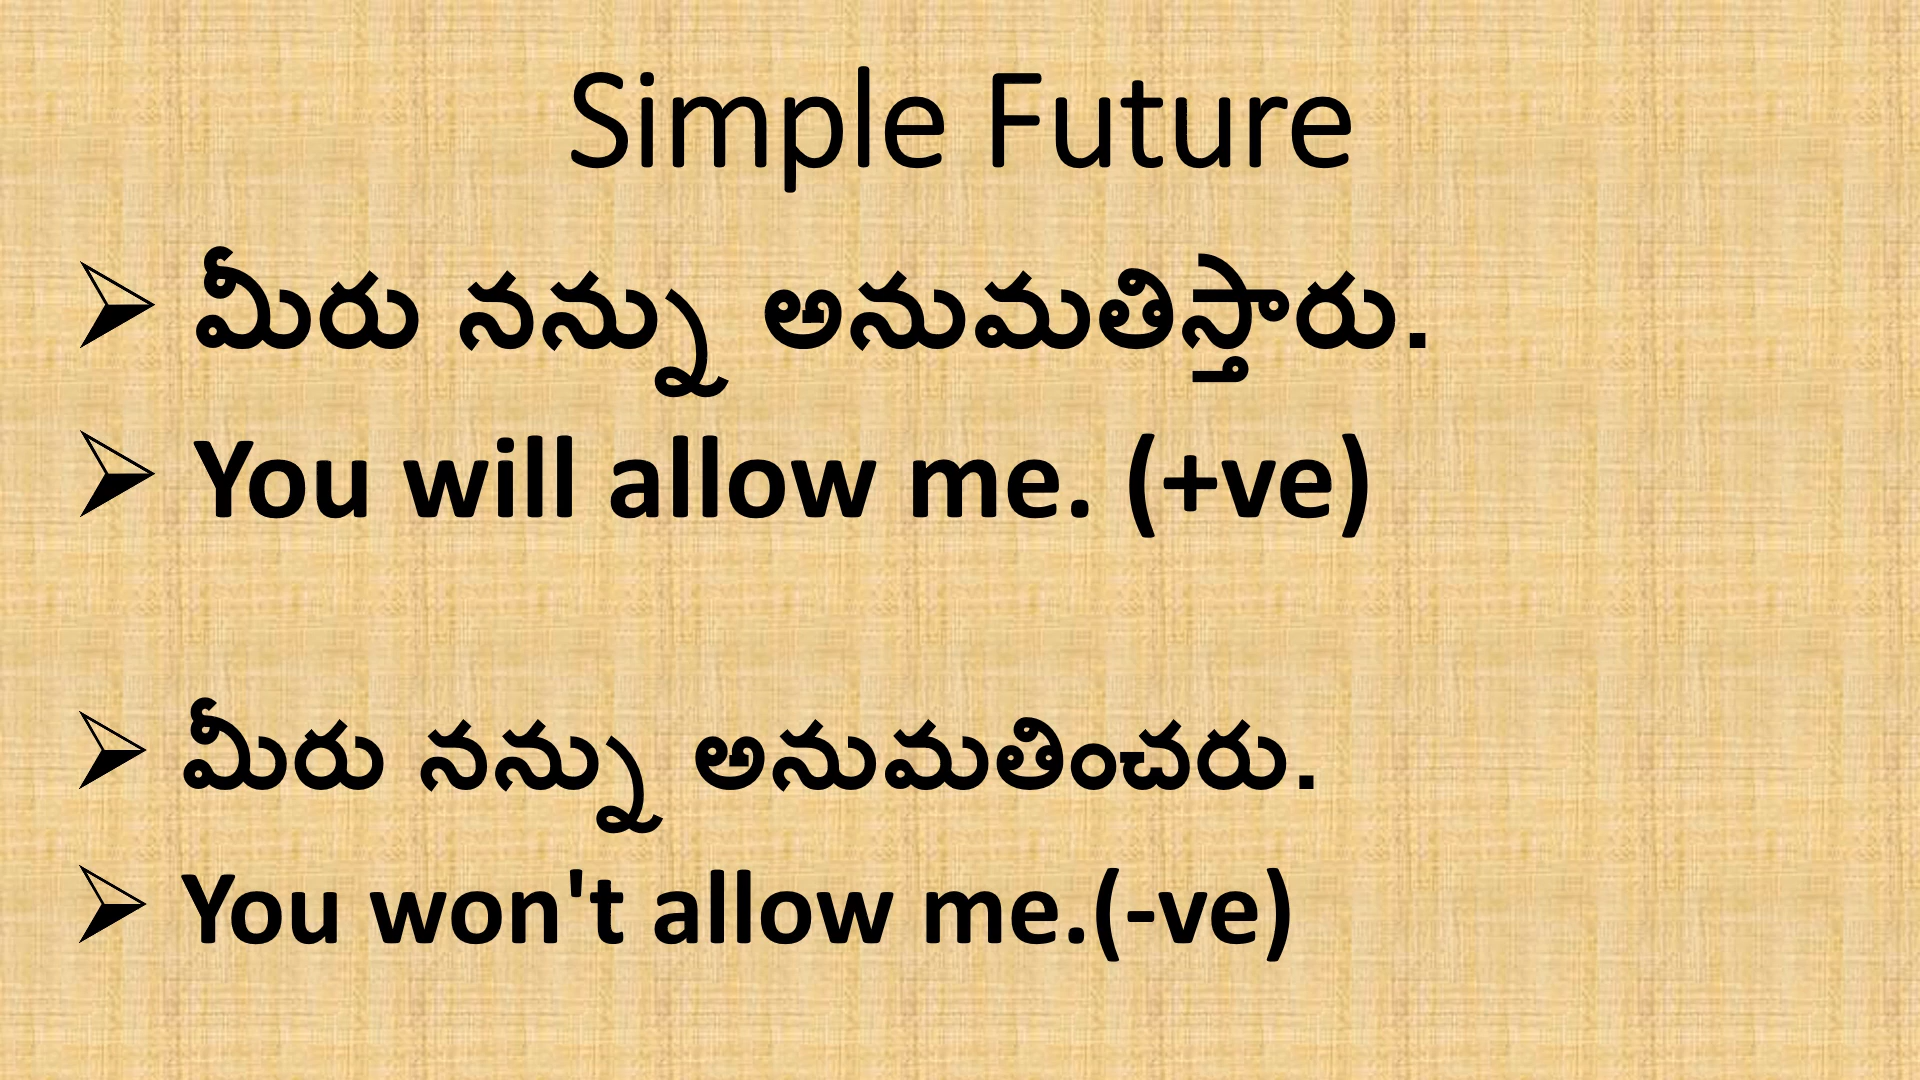 Simple Future
మీరు నన్ను అనుమతిస్తారు.
You will allow me. (+ve)
మీరు నన్ను అనుమతించరు.
You won't allow me.(-ve)